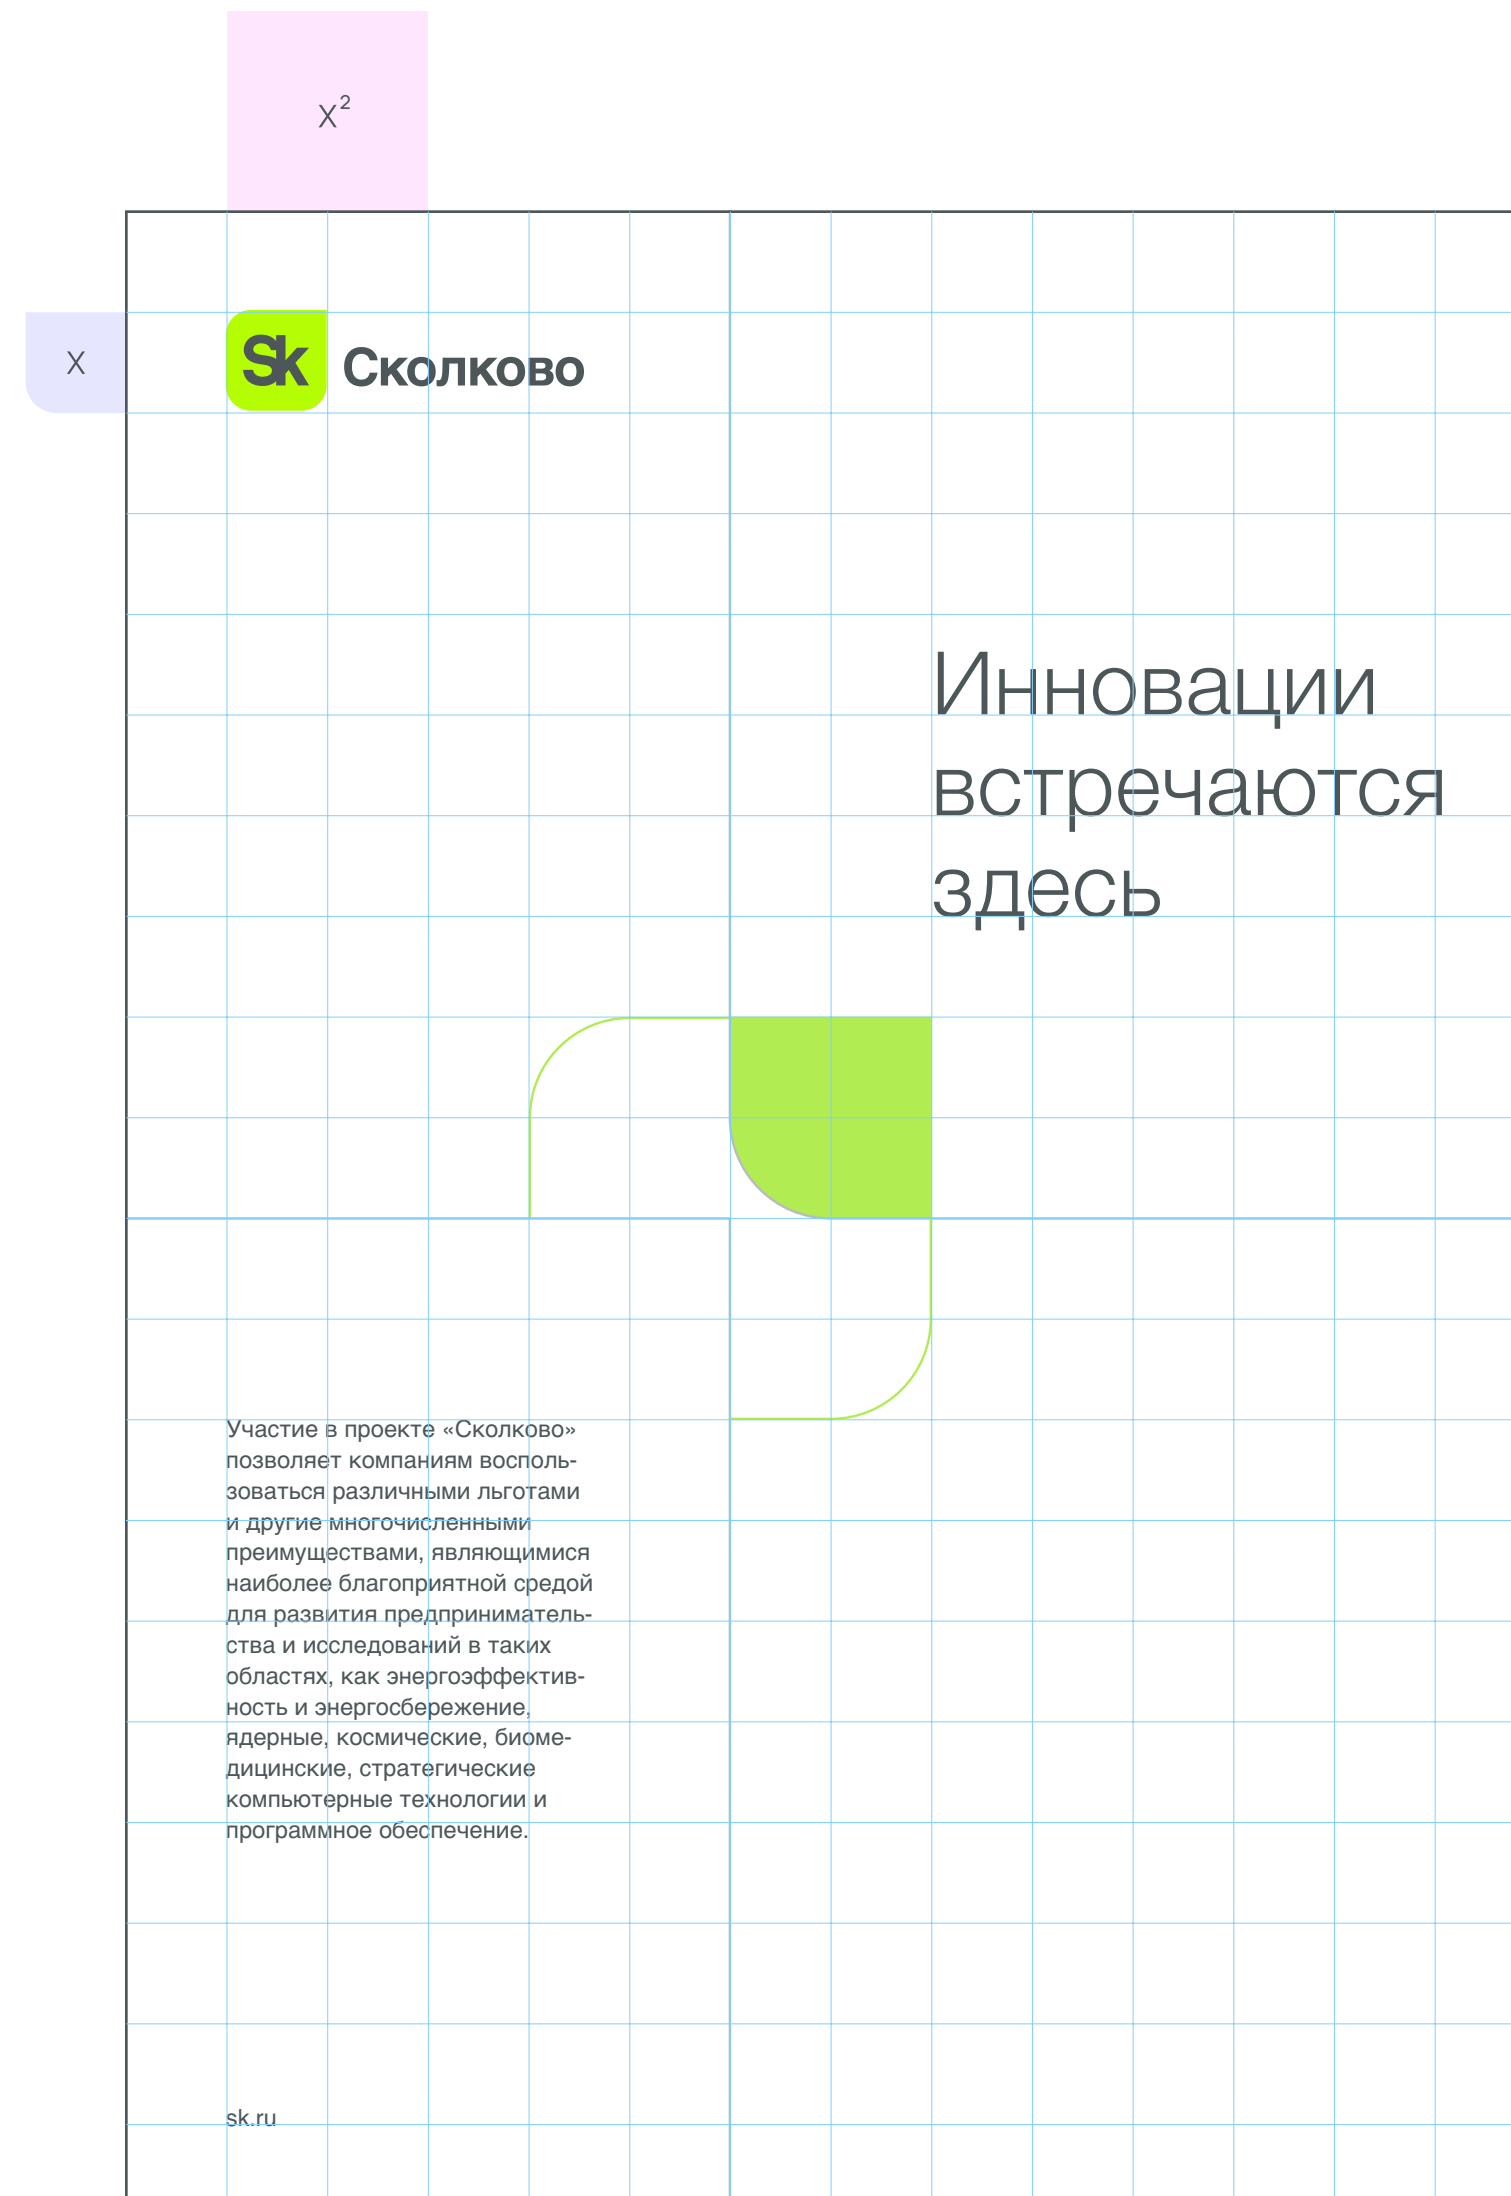 X²
X
Sk Сколково
Инновации
встречаются
здесь
Участие в проекте «Сколково»
позволяет компаниям восполь-
зоваться различными льготами
и другие многочисленными
преимуществами, являющимися
наиболее благоприятной средой
для развития предприниматель-
ства и исследований в таких
областях, как энергоэффектив-
ность и энергосбережение,
ядерные, космические, биоме-
дицинские, стратегические
компьютерные технологии и
программное обеспечение.
sk.ru